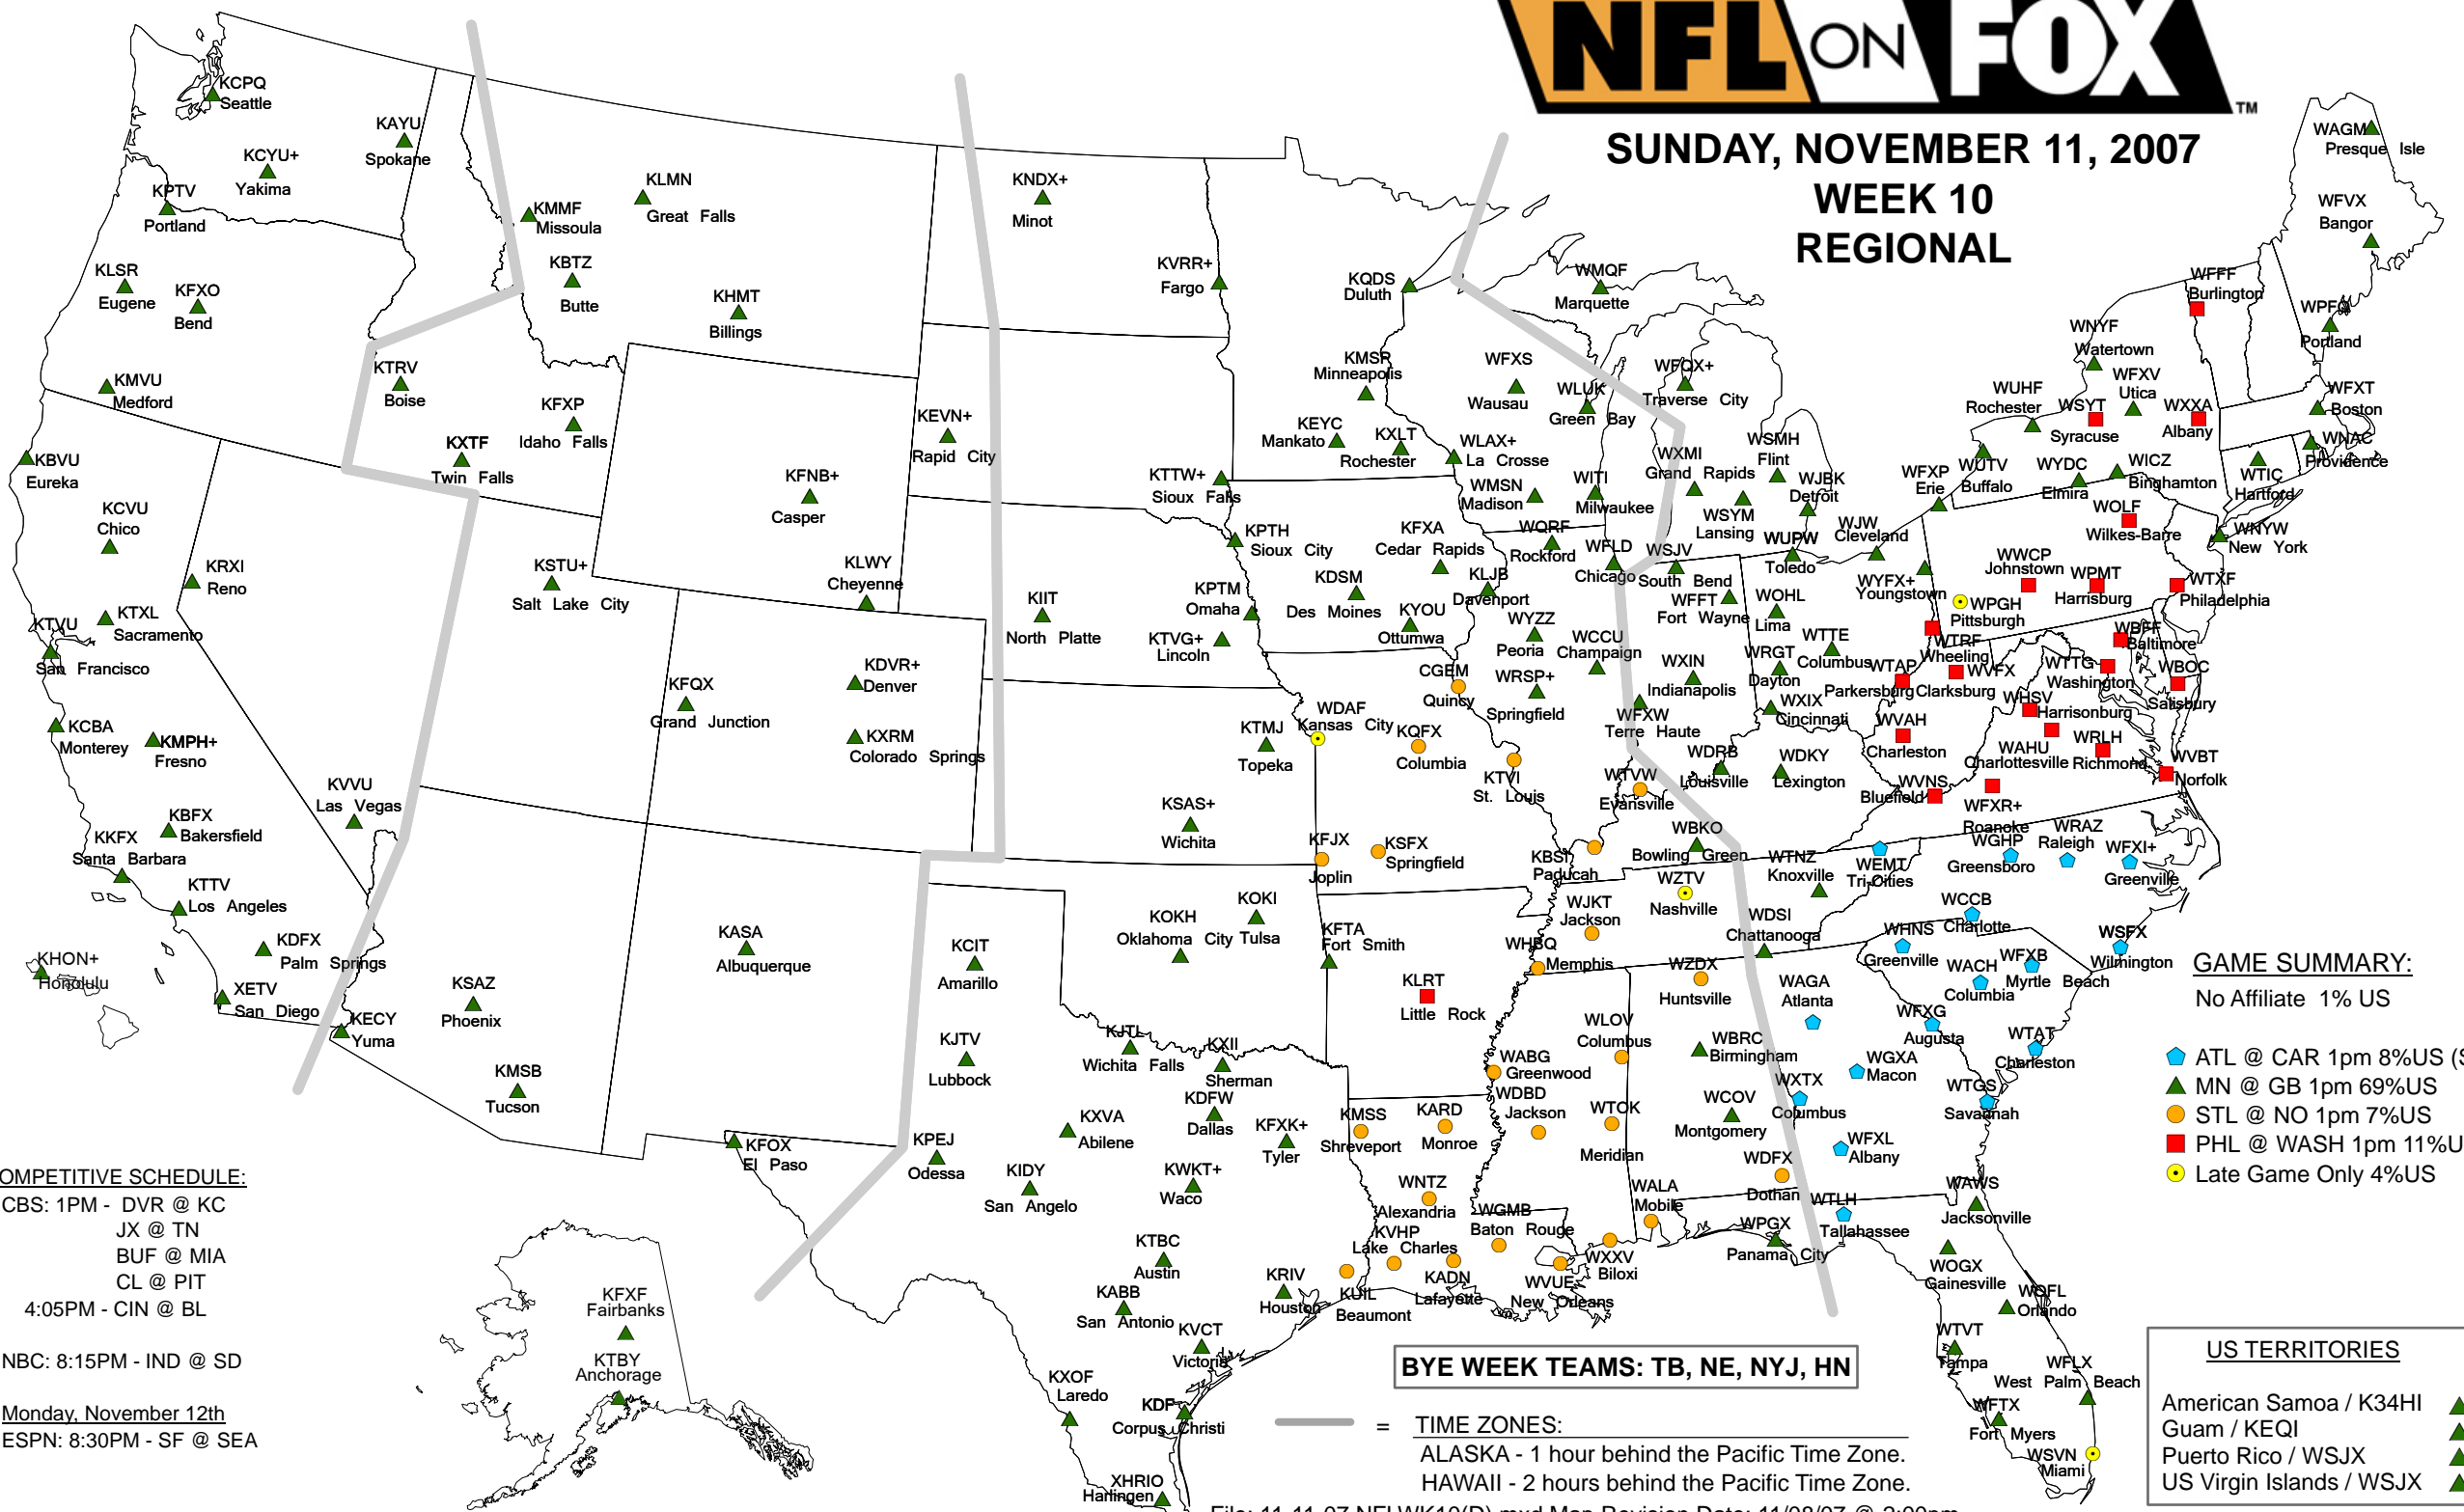 NFL ON FOX
TM
SUNDAY, NOVEMBER 11, 2007
WEEK 10
REGIONAL
KCPQ
Seattle
KAYU
Spokane
KCYU+
Yakima
KPTV
Portland
KLSR
Eugene
KFXO
Bend
KMVU
Medford
KMMF
Missoula
KLMN
Great Falls
KBTZ
Butte
KHMT
Billings
KTRV
Boise
KFXP
Idaho Falls
KXTF
Twin Falls
KNDX+
Minot
KVRR+
Fargo
KEVN+
Rapid City
KTTW+
Sioux Falls
KFNB+
Casper
KLWY
Cheyenne
KBVU
Eureka
KCVU
Chico
KRXI
Reno
KTXL
Sacramento
KTVU
San Francisco
KCBA
Monterey
KMPH+
Fresno
KVVU
Las Vegas
KBFX
Bakersfield
KKFX
Santa Barbara
KTTV
Los Angeles
KDFX
Palm Springs
XETV
San Diego
KECY
Yuma
KHON+
Honolulu
KSTU+
Salt Lake City
KFQX
Grand Junction
KDVR+
Denver
KXRM
Colorado Springs
KSAZ
Phoenix
KMSB
Tucson
KASA
Albuquerque
KFOX
El Paso
KIIT
North Platte
KPTM
Omaha
KTVG+
Lincoln
KPTH
Sioux City
KTMJ
Topeka
KSAS+
Wichita
WDAF
Kansas City
KOKH
Oklahoma City
KOKI
Tulsa
KCIT
Amarillo
KJTV
Lubbock
KJTL
Wichita Falls
KXII
Sherman
KDFW
Dallas
KXVA
Abilene
KFXK+
Tyler
KPEJ
Odessa
KIDY
San Angelo
KWKT+
Waco
KTBC
Austin
KABB
San Antonio
KRIV
Houston
KVCT
Victoria
KXOF
Laredo
KDF
Corpus Christi
XHRIO
Harlingen
KUIL
Beaumont
KQDS
Duluth
KMSP
Minneapolis
KEYC
Mankato
KXLT
Rochester
WFXS
Wausau
WLUK
Green Bay
WLAX+
La Crosse
WMSN
Madison
WITI
Milwaukee
WMQF
Marquette
WFQX+
Traverse City
WSMH
Flint
WXMI
Grand Rapids
WJBK
Detroit
WSYM
Lansing
KFXA
Cedar Rapids
KDSM
Des Moines
KLJB
Davenport
KYOU
Ottumwa
WQRF
Rockford
WFLD
Chicago
WYZZ
Peoria
WCCU
Champaign
WRSP+
Springfield
CGEM
Quincy
KQFX
Columbia
KTVI
St. Louis
KFJX
Joplin
KSFX
Springfield
KBSI
Paducah
WSJV
South Bend
WFFT
Fort Wayne
WXIN
Indianapolis
WFXW
Terre Haute
WTVW
Evansville
WUPW
Toledo
WJW
Cleveland
WYFX+
Youngstown
WOHL
Lima
WTTE
Columbus
WRGT
Dayton
WXIX
Cincinnati
WDRB
Louisville
WDKY
Lexington
WBKO
Bowling Green
WTNZ
Knoxville
WEMT
Tri-Cities
WZTV
Nashville
WDSI
Chattanooga
WJKT
Jackson
WHBQ
Memphis
KFTA
Fort Smith
KLRT
Little Rock
KMSS
Shreveport
KARD
Monroe
WNTZ
Alexandria
KVHP
Lake Charles
KADN
Lafayette
WGMB
Baton Rouge
WVUE
New Orleans
WABG
Greenwood
WDBD
Jackson
WLOV
Columbus
WTOK
Meridian
WXXV
Biloxi
WZDX
Huntsville
WBRC
Birmingham
WCOV
Montgomery
WDFX
Dothan
WALA
Mobile
WPGX
Panama City
WAGA
Atlanta
WGXA
Macon
WXTX
Columbus
WFXL
Albany
WFXG
Augusta
WTGS
Savannah
WTLH
Tallahassee
WAWS
Jacksonville
WOGX
Gainesville
WOFL
Orlando
WTVT
Tampa
WFLX
West Palm Beach
WFTX
Fort Myers
WSVN
Miami
WHNS
Greenville
WACH
Columbia
WFXB
Myrtle Beach
WTAT
Charleston
WCCB
Charlotte
WGHP
Greensboro
WRAZ
Raleigh
WFXI+
Greenville
WSFX
Wilmington
WVBT
Norfolk
WRLH
Richmond
WAHU
Charlottesville
WHSV
Harrisonburg
WFXR+
Roanoke
WVNS
Bluefield
WVAH
Charleston
WTAP
Parkersburg
WVFX
Clarksburg
WTRF
Wheeling
WTTG
Washington
WBFF
Baltimore
WBOC
Salisbury
WPGH
Pittsburgh
WWCP
Johnstown
WPMT
Harrisburg
WTXF
Philadelphia
WOLF
Wilkes-Barre
WFXP
Erie
WUTV
Buffalo
WUHF
Rochester
WSYT
Syracuse
WNYF
Watertown
WFXV
Utica
WXXA
Albany
WYDC
Elmira
WICZ
Binghamton
WNYW
New York
WTIC
Hartford
WNAC
Providence
WFXT
Boston
WFFF
Burlington
WPFO
Portland
WFVX
Bangor
WAGM
Presque Isle
KFXF
Fairbanks
KTBY
Anchorage
GAME SUMMARY:
No Affiliate 1% US
ATL @ CAR 1pm 8%US (S
MN @ GB 1pm 69%US
STL @ NO 1pm 7%US
PHL @ WASH 1pm 11%U
Late Game Only 4%US
OMPETITIVE SCHEDULE:
CBS: 1PM - DVR @ KC
JX @ TN
BUF @ MIA
CL @ PIT
4:05PM - CIN @ BL
NBC: 8:15PM - IND @ SD
Monday, November 12th
ESPN: 8:30PM - SF @ SEA
BYE WEEK TEAMS: TB, NE, NYJ, HN
= TIME ZONES:
ALASKA - 1 hour behind the Pacific Time Zone.
HAWAII - 2 hours behind the Pacific Time Zone.
File: 11-11-07 NFLWK10(D).mxd Map Revision Date: 11/08/07 @ 2:00pm
US TERRITORIES
American Samoa / K34HI
Guam / KEQI
Puerto Rico / WSJX
US Virgin Islands / WSJX